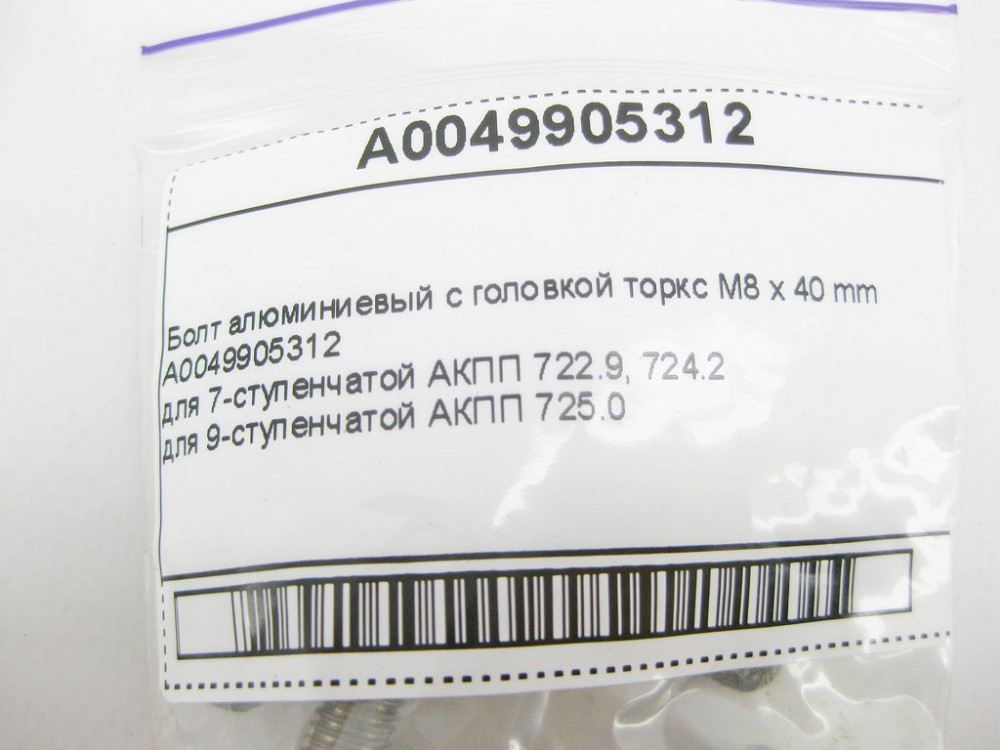 A0049905312
Болт алюминиевый с головкой торкс M8 x 40 mm
A0049905312
для 7-ступенчатой АКПП 722.9, 724.2
для 9-ступенчатой АКПП 725.0